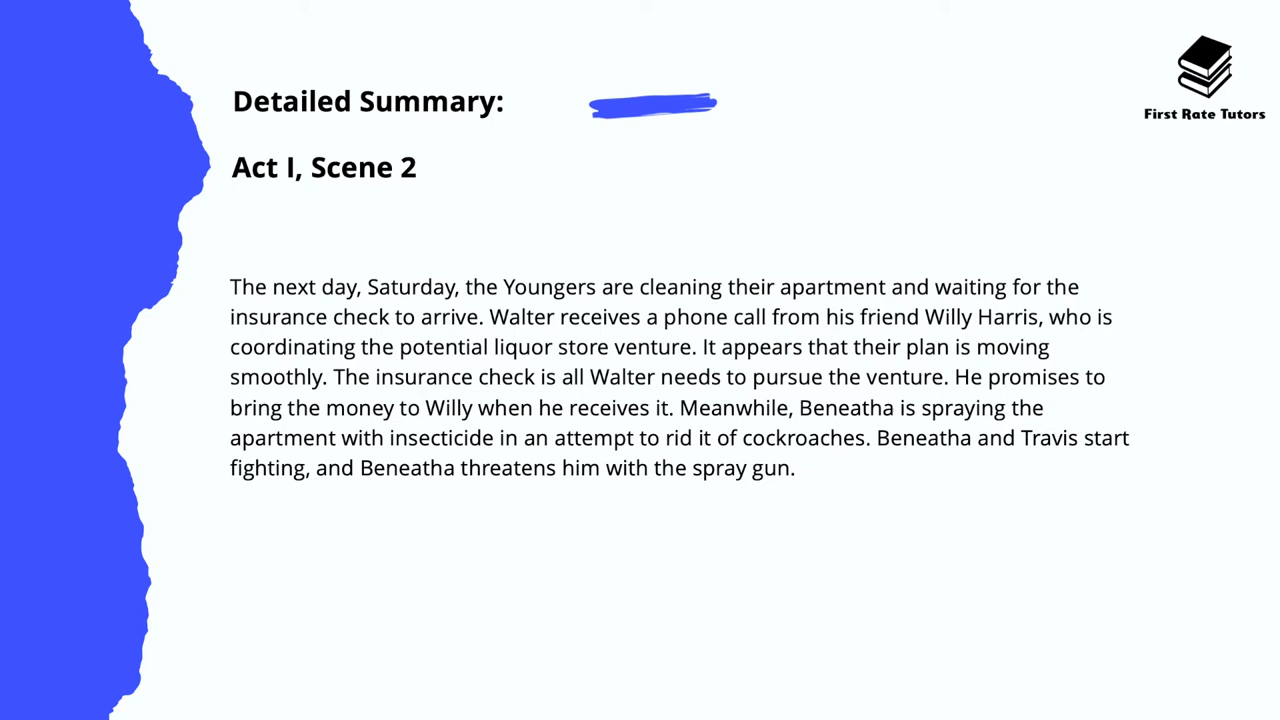 First Rate Tutors
Detailed Summary:
Act I, Scene 2
The next day, Saturday, the Youngers are cleaning their apartment and waiting for the
insurance check to arrive. Walter receives a phone call from his friend Willy Harris, who is
coordinating the potential liquor store venture. It appears that their plan is moving
smoothly. The insurance check is all Walter needs to pursue the venture. He promises to
bring the money to Willy when he receives it. Meanwhile, Beneatha is spraying the
apartment with insecticide in an attempt to rid it of cockroaches. Beneatha and Travis start
fighting, and Beneatha threatens him with the spray gun.